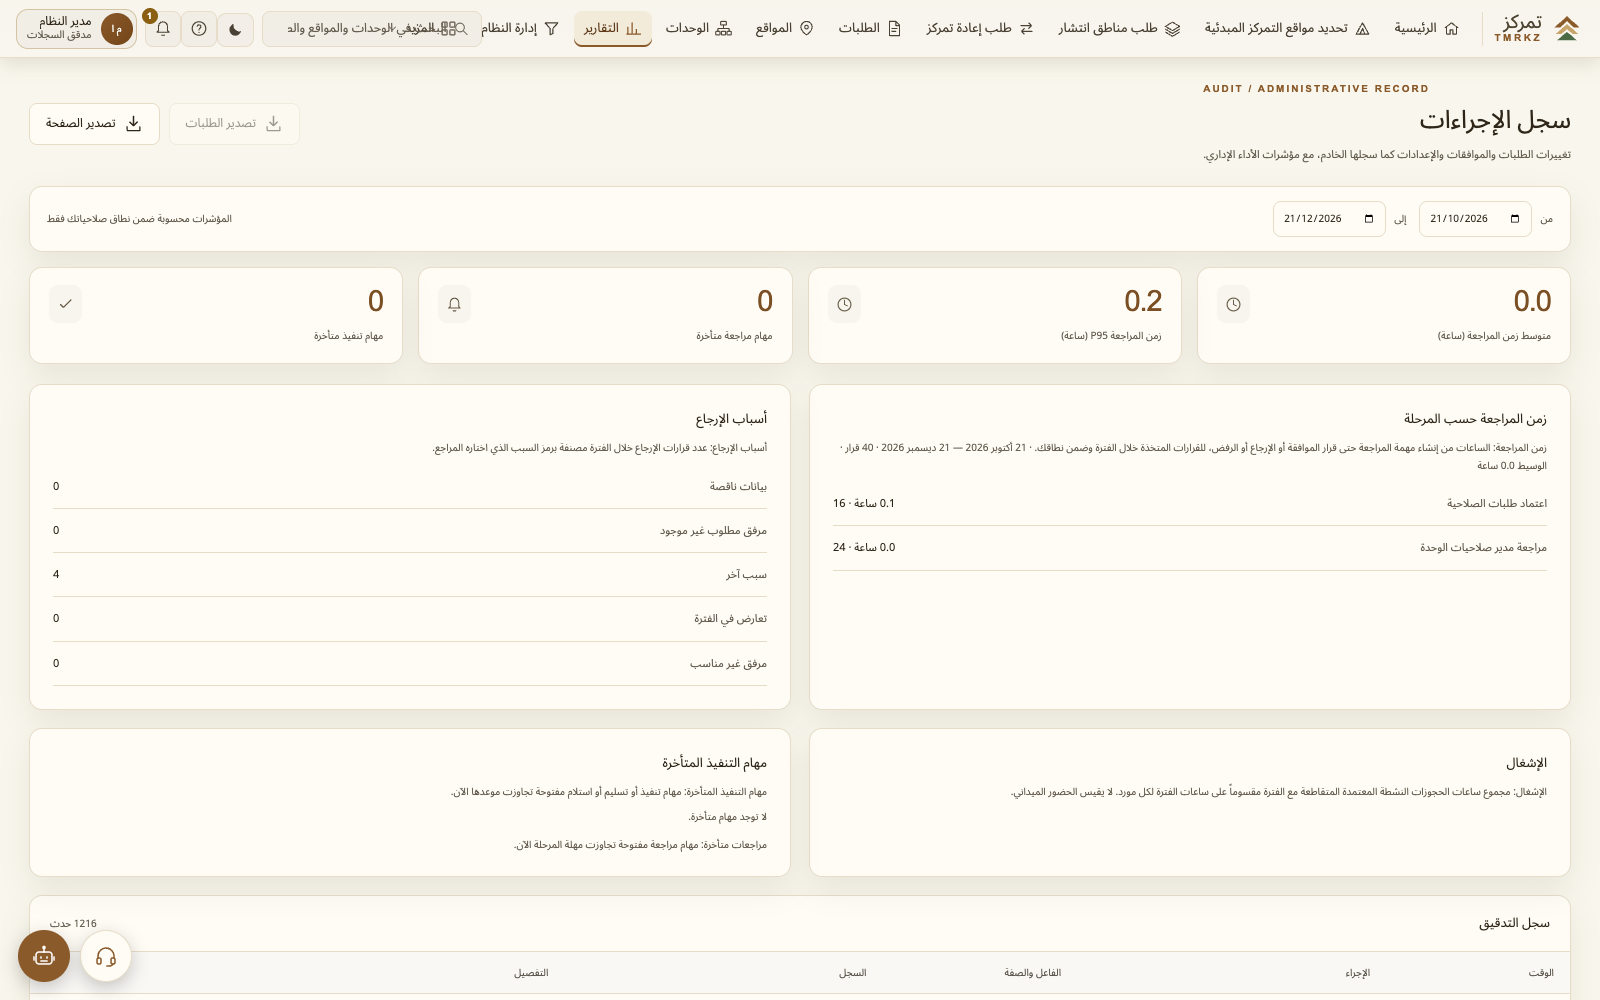 تمركز
TMRKZ
الرئيسية
تحديد مواقع التمركز المبدئية
طلب مناطق انتشار
طلب إعادة تمركز
الطلبات
المواقع
الوحدات
التقارير
إدارة النظام
الوحدات والمواقع
1
م ا
مدير النظام
مدقق السجلات
AUDIT / ADMINISTRATIVE RECORD
سجل الإجراءات
تغييرات الطلبات والموافقات والإعدادات كما سجلها الخادم، مع مؤشرات الأداء الإداري.
تصدير الطلبات
تصدير الصفحة
من
21/10/2026
إلى
21/12/2026
المؤشرات محسوبة ضمن نطاق صلاحياتك فقط
0.0
متوسط زمن المراجعة (ساعة)
0.2
زمن المراجعة P95 (ساعة)
0
مهام مراجعة متأخرة
0
مهام تنفيذ متأخرة
زمن المراجعة حسب المرحلة
زمن المراجعة: الساعات من إنشاء مهمة المراجعة حتى قرار الموافقة أو الإرجاع أو الرفض، للقرارات المتخذة خلال الفترة وضمن نطاقك. · 21 أكتوبر 2026 — 21 ديسمبر 2026 · 40 قرار ·
الوسيط 0.0 ساعة
اعتماد طلبات الصلاحية
0.1 ساعة · 16
مراجعة مدير صلاحيات الوحدة
0.0 ساعة · 24
أسباب الإرجاع
أسباب الإرجاع: عدد قرارات الإرجاع خلال الفترة مصنفة برمز السبب الذي اختاره المراجع.
بيانات ناقصة
0
مرفق مطلوب غير موجود
0
سبب آخر
4
تعارض في الفترة
0
مرفق غير مناسب
0
الإشغال
الإشغال: مجموع ساعات الحجوزات النشطة المعتمدة المتقاطعة مع الفترة مقسوماً على ساعات الفترة لكل مورد. لا يقيس الحضور الميداني.
مهام التنفيذ المتأخرة
مهام التنفيذ المتأخرة: مهام تنفيذ أو تسليم أو استلام مفتوحة تجاوزت موعدها الآن.
لا توجد مهام متأخرة.
مراجعات متأخرة: مهام مراجعة مفتوحة تجاوزت مهلة المرحلة الآن.
سجل التدقيق
1216 حدث
الوقت
الإجراء
الفاعل والصفة
السجل
التفصيل